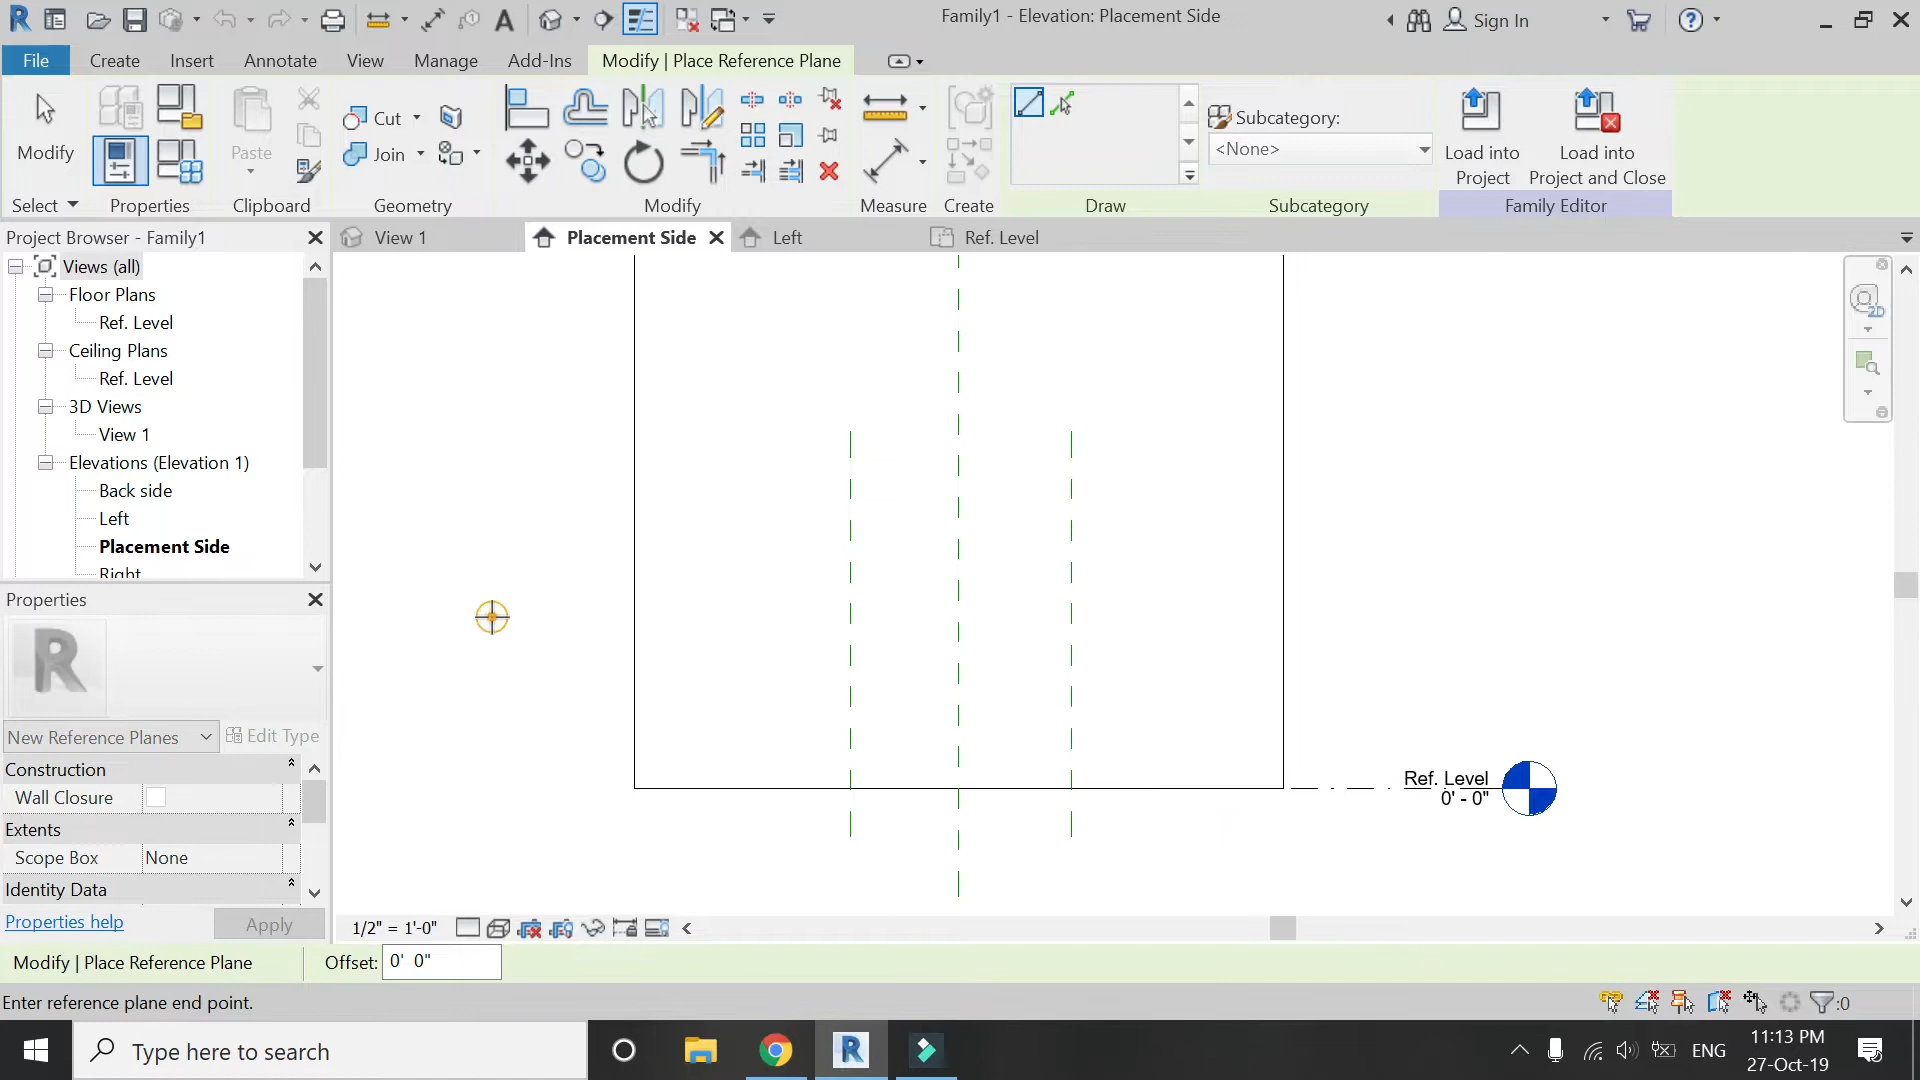 Family1 - Elevation: Placement Side
Sign In
File
Create
Insert
Annotate
View
Manage
Add-Ins
Modify | Place Reference Plane
Modify
Paste
Cut
Join
Subcategory:
<None>
Load into
Project
Load into
Project and Close
Select
Properties
Clipboard
Geometry
Modify
Measure
Create
Draw
Subcategory
Family Editor
Project Browser - Family1
View 1
Placement Side
Left
Ref. Level
Views (all)
Floor Plans
Ref. Level
Ceiling Plans
Ref. Level
3D Views
View 1
Elevations (Elevation 1)
Back side
Left
Placement Side
Right
Properties
R
New Reference Planes
Edit Type
Construction
Wall Closure
Extents
Scope Box
None
Identity Data
Properties help
Apply
2D
Ref. Level
0' - 0"
1/2" = 1'-0"
Modify | Place Reference Plane
Offset:
0' 0"
Enter reference plane end point.
:0
Type here to search
ENG
11:13 PM
27-Oct-19